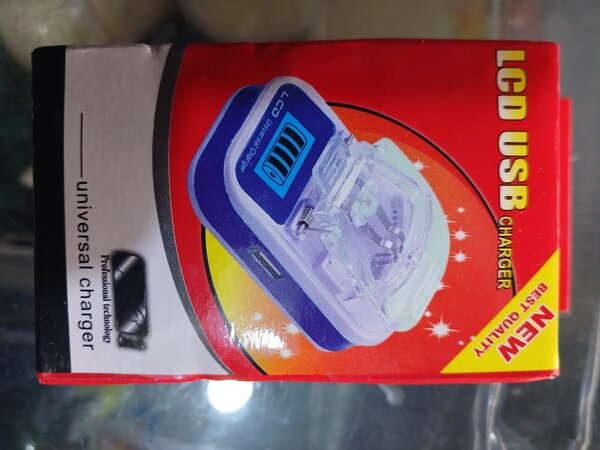 LCD USB
CHARGER
NEW
BEST QUALITY
LCD
Universal Charger
Professional technology
universal charger